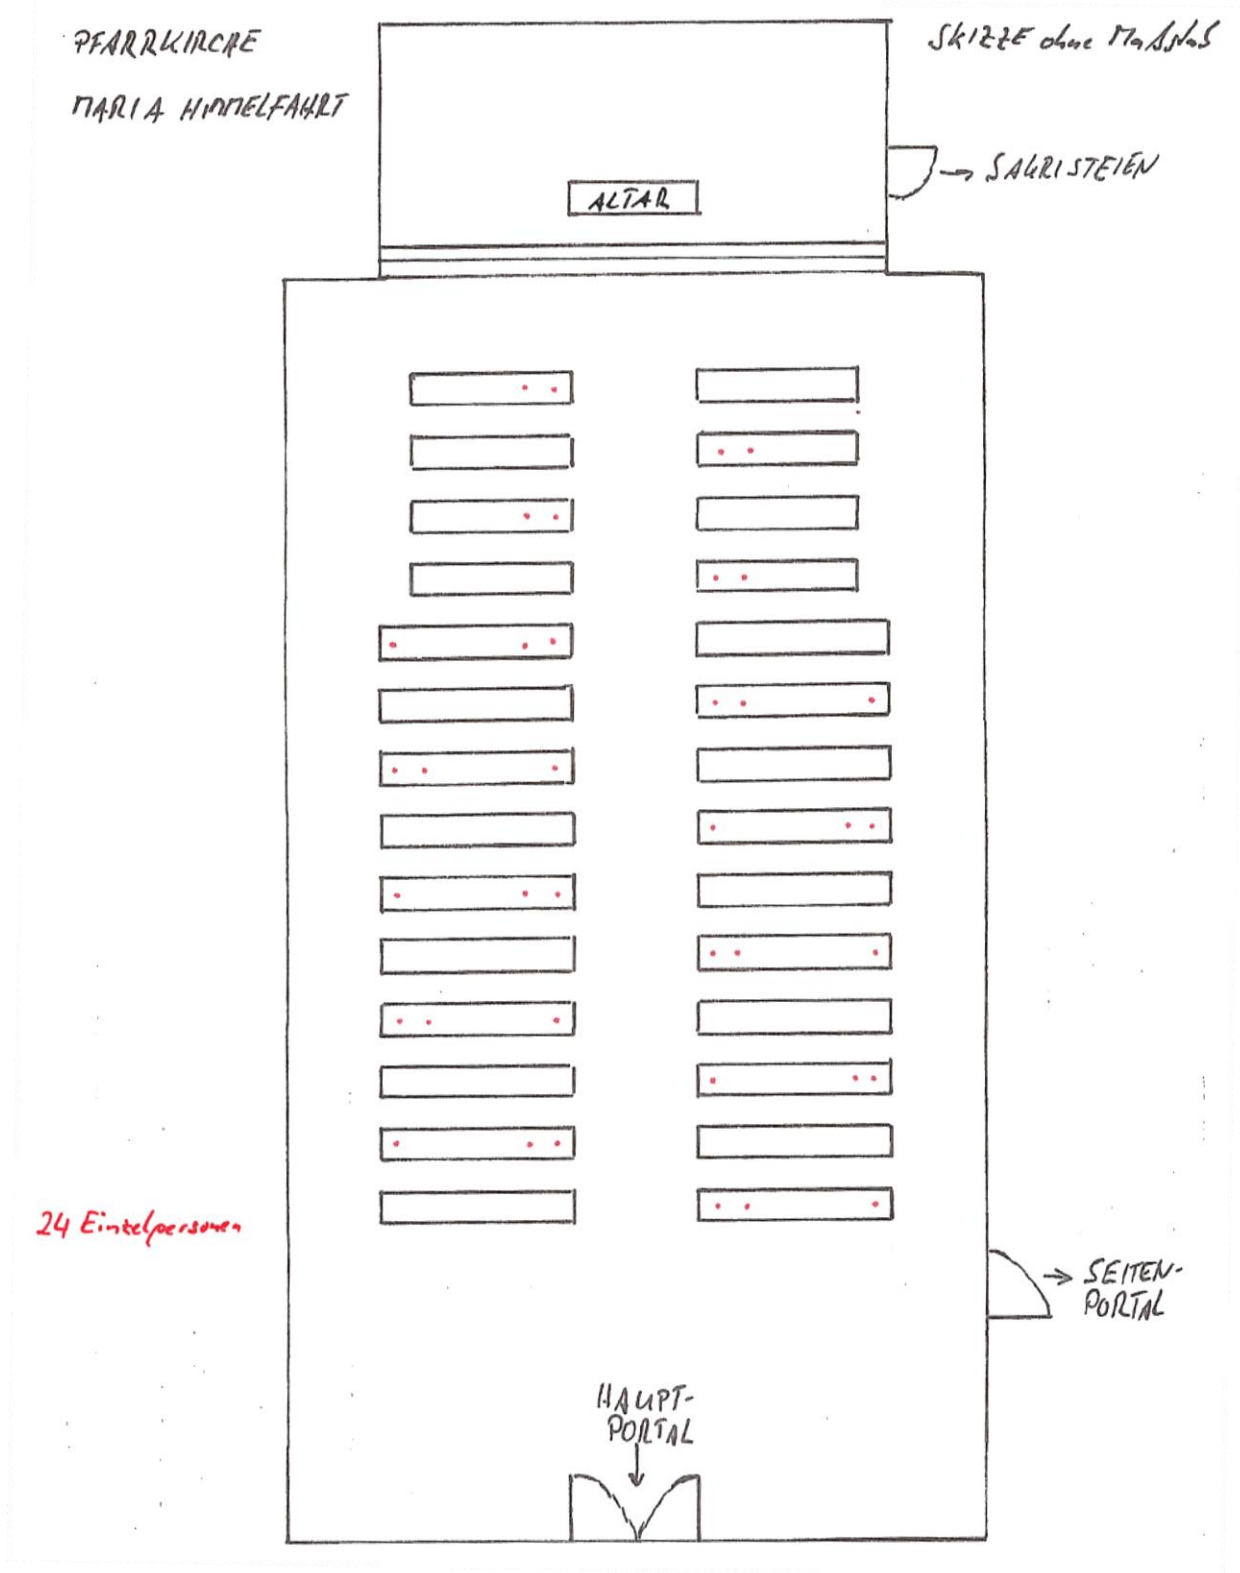 PFARRKIRCHE
MARIA HIMMELFAHRT
SKIZZE ohne Maßstab
SAKRISTEIEN
ALTAR
24 Einzelpersonen
SEITEN-
PORTAL
HAUPT-
PORTAL